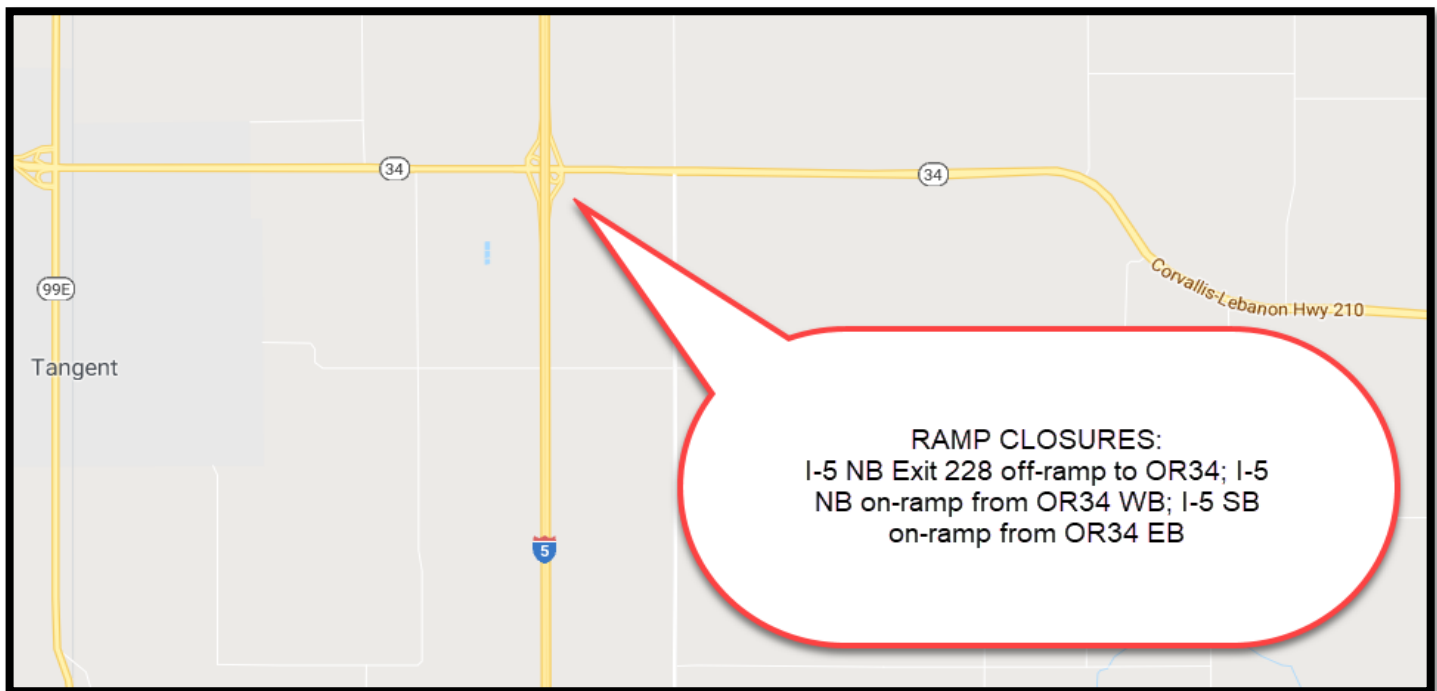 34
34
99E
Corvallis-Lebanon Hwy 210
Tangent
RAMP CLOSURES:
I-5 NB Exit 228 off-ramp to OR34; I-5
NB on-ramp from OR34 WB; I-5 SB
on-ramp from OR34 EB
5